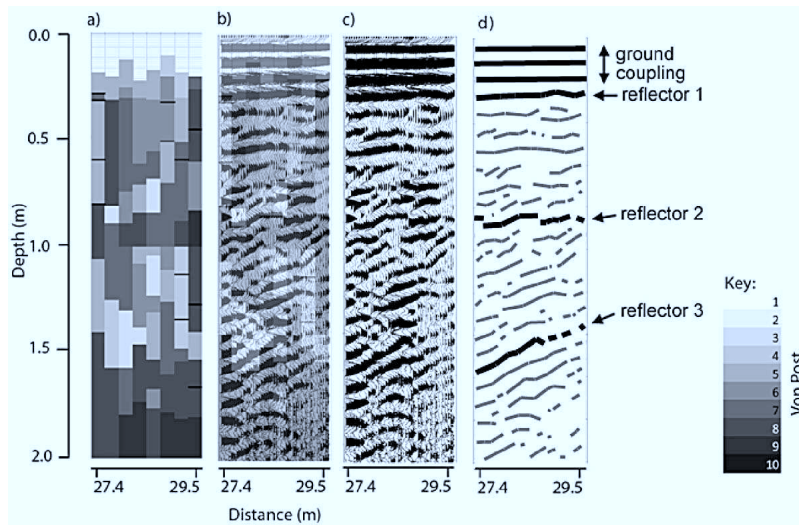 a)
b)
c)
d)
0.0
0.5
1.0
1.5
2.0
Depth (m)
27.4 29.5
27.4 29.5
27.4 29.5
27.4 29.5
Distance (m)
ground
coupling
reflector 1
reflector 2
reflector 3
Key:
1
2
3
4
5
6
7
8
9
10
Von Post